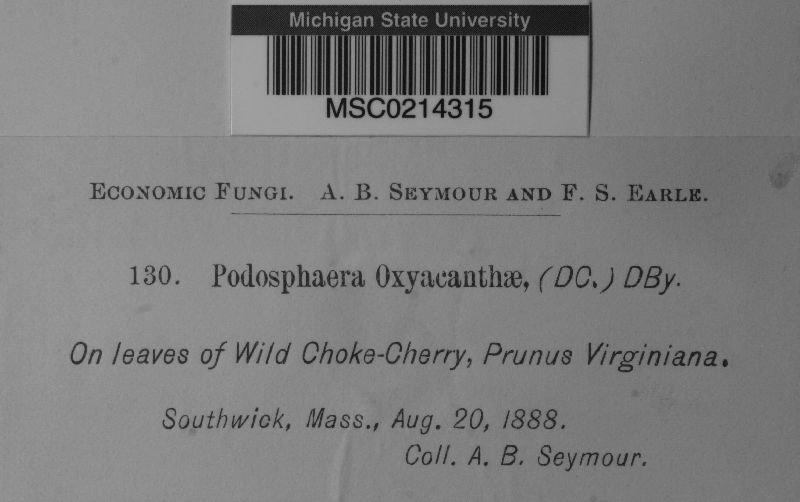 Michigan State University
MSC0214315
Economic Fungi. A. B. Seymour and F. S. Earle.
130. Podosphaera Oxyacanthæ, (DC.) DBy.
On leaves of Wild Choke-Cherry, Prunus Virginiana.
Southwick, Mass., Aug. 20, 1888.
Coll. A. B. Seymour.